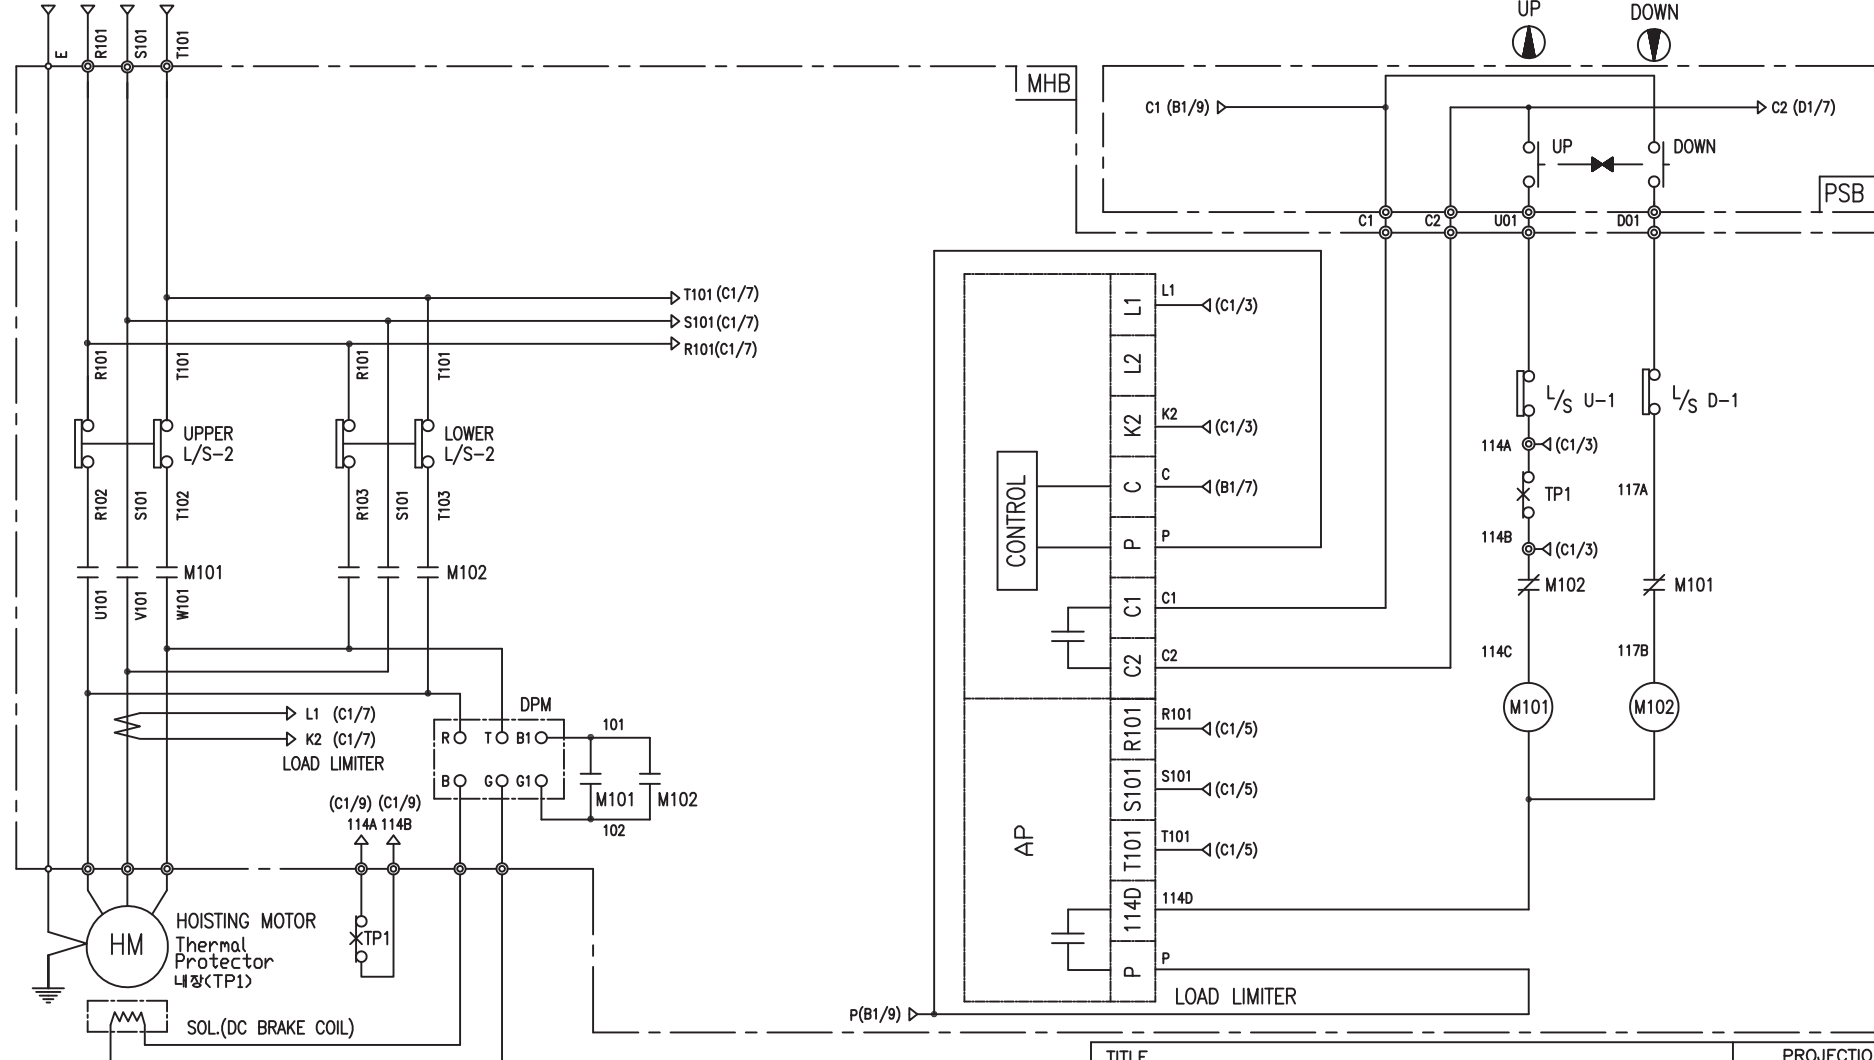 E
R101
S101
T101
MHB
UP
DOWN
C1 (B1/9)
C2 (D1/7)
UP
DOWN
PSB
C1
C2
U01
D01
T101 (C1/7)
S101 (C1/7)
R101(C1/7)
R101
T101
R101
T101
UPPER
L/S-2
LOWER
L/S-2
R102
S101
T102
R103
S101
T103
M101
M102
U101
V101
W101
L1 (C1/7)
K2 (C1/7)
LOAD LIMITER
DPM
R
T
B1
B
G
G1
101
M101
M102
102
(C1/9) (C1/9)
114A 114B
TP1
HM
HOISTING MOTOR
Thermal
Protector
내장(TP1)
SOL.(DC BRAKE COIL)
CONTROL
AP
L1
L1
(C1/3)
L2
K2
K2
(C1/3)
C
C
(B1/7)
P
P
C1
C1
C2
C2
R101
R101
(C1/5)
S101
S101
(C1/5)
T101
T101
(C1/5)
114D
114D
P
P
LOAD LIMITER
P(B1/9)
L/S U-1
L/S D-1
114A
(C1/3)
TP1
117A
114B
(C1/3)
M102
M101
114C
117B
M101
M102
TITLE
PROJECTIO